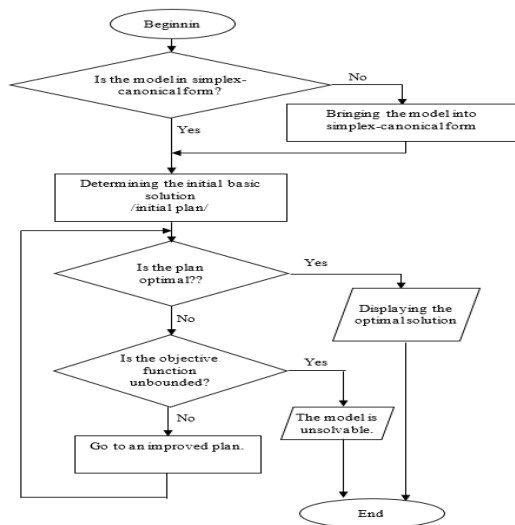 Beginnin
Is the model in simplex-
canonical form?
No
Bringing the model into
simplex-canonical form
Yes
Determining the initial basic
solution
/initial plan/
Is the plan
optimal??
Yes
Displaying the
optimal solution
No
Is the objective
function
unbounded?
Yes
The model is
unsolvable.
No
Go to an improved plan.
End